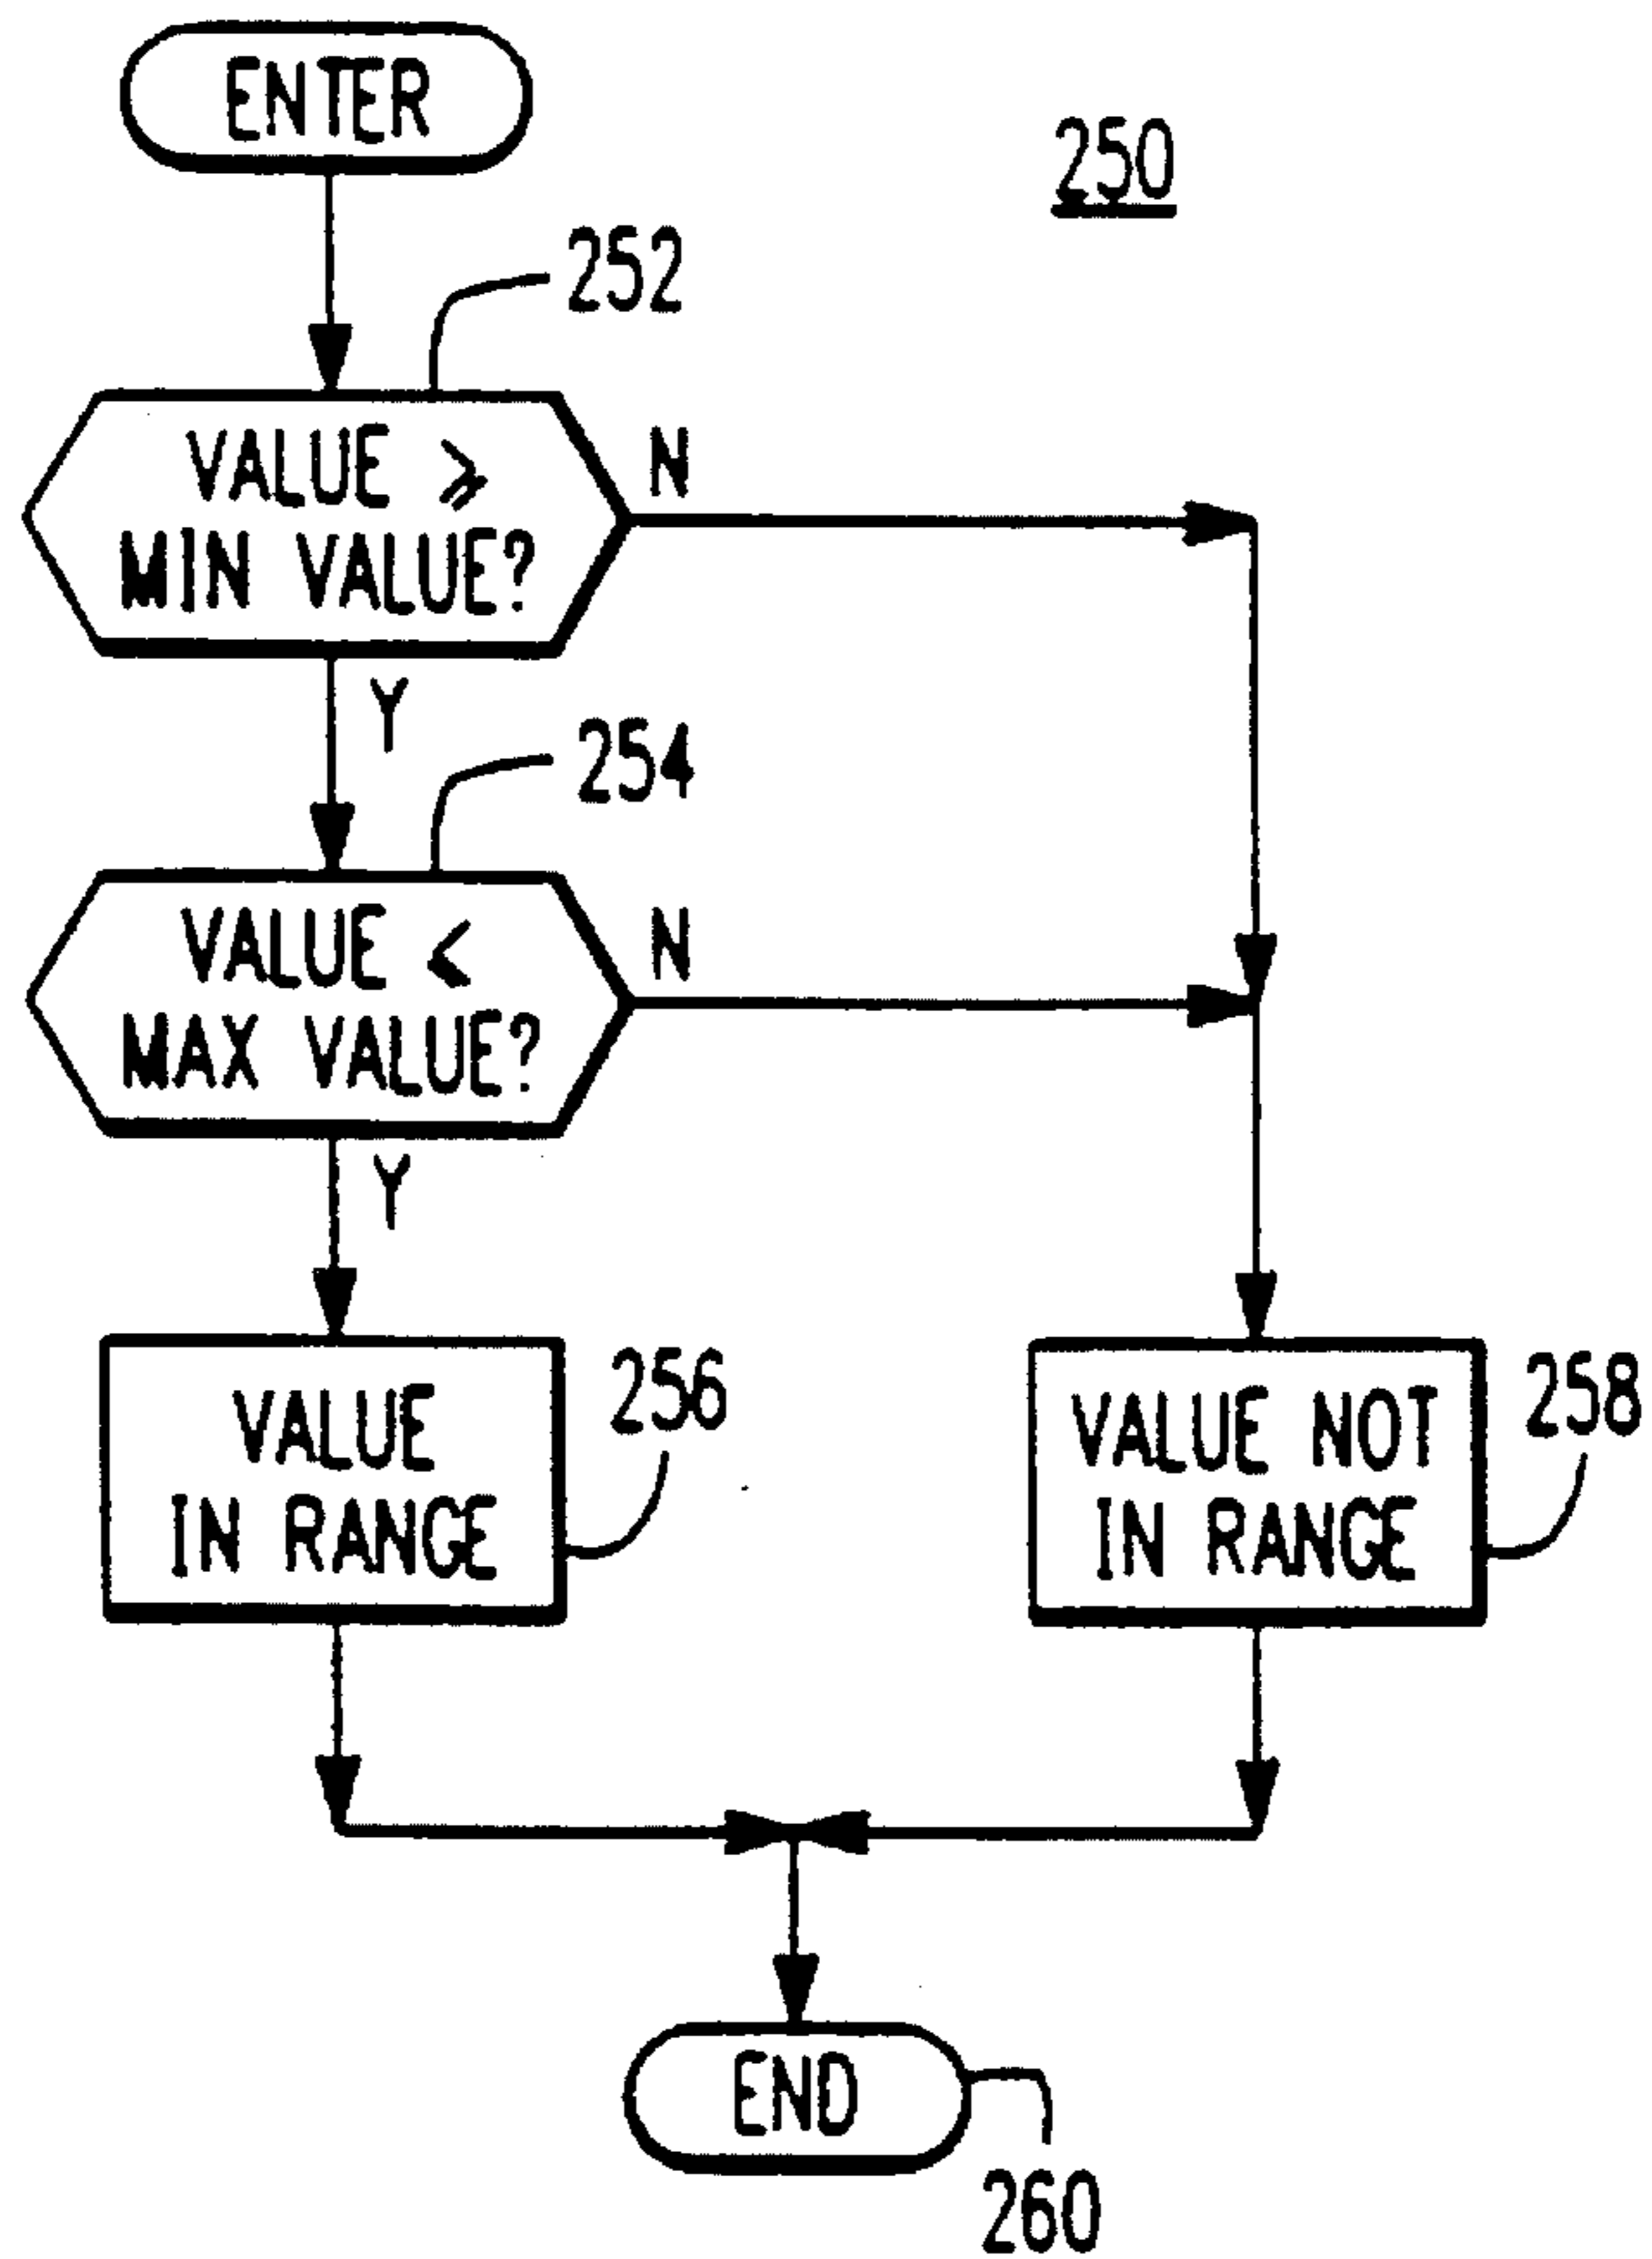 ENTER
250
252
VALUE ⩾
MIN VALUE?
N
Y
254
VALUE <
MAX VALUE?
N
Y
VALUE
IN RANGE
256
VALUE NOT
IN RANGE
258
END
260